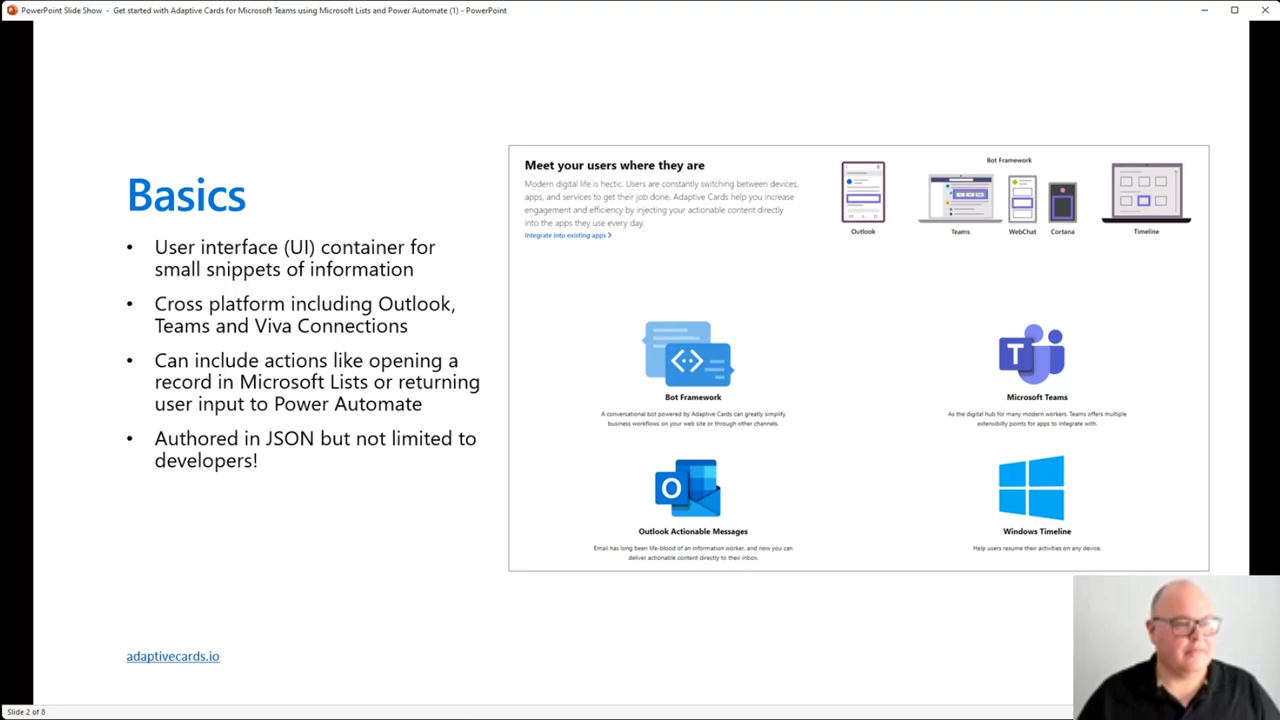 PowerPoint Slide Show - Get started with Adaptive Cards for Microsoft Teams using Microsoft Lists and Power Automate (1) - PowerPoint
Basics
• User interface (UI) container for
small snippets of information
• Cross platform including Outlook,
Teams and Viva Connections
• Can include actions like opening a
record in Microsoft Lists or returning
user input to Power Automate
• Authored in JSON but not limited to
developers!
adaptivecards.io
Meet your users where they are
Modern digital life is hectic. Users are constantly switching between devices,
apps, and services to get their job done. Adaptive Cards help you increase
engagement and efficiency by injecting your actionable content directly
into the apps they use every day.
Integrate into existing apps >
Bot Framework
Outlook
Teams
WebChat
Cortana
Timeline
Bot Framework
A conversational bot powered by Adaptive Cards can greatly simplify
business workflows on your web site or through other channels.
T
Microsoft Teams
As the digital hub for many modern workers. Teams offers multiple
extensibilty points for apps to integrate with.
O
Outlook Actionable Messages
Email has long been life-blood of an information worker, and now you can
deliver actionable content directly to their inbox.
Windows Timeline
Help users resume their activities on any device.
Slide 2 of 8